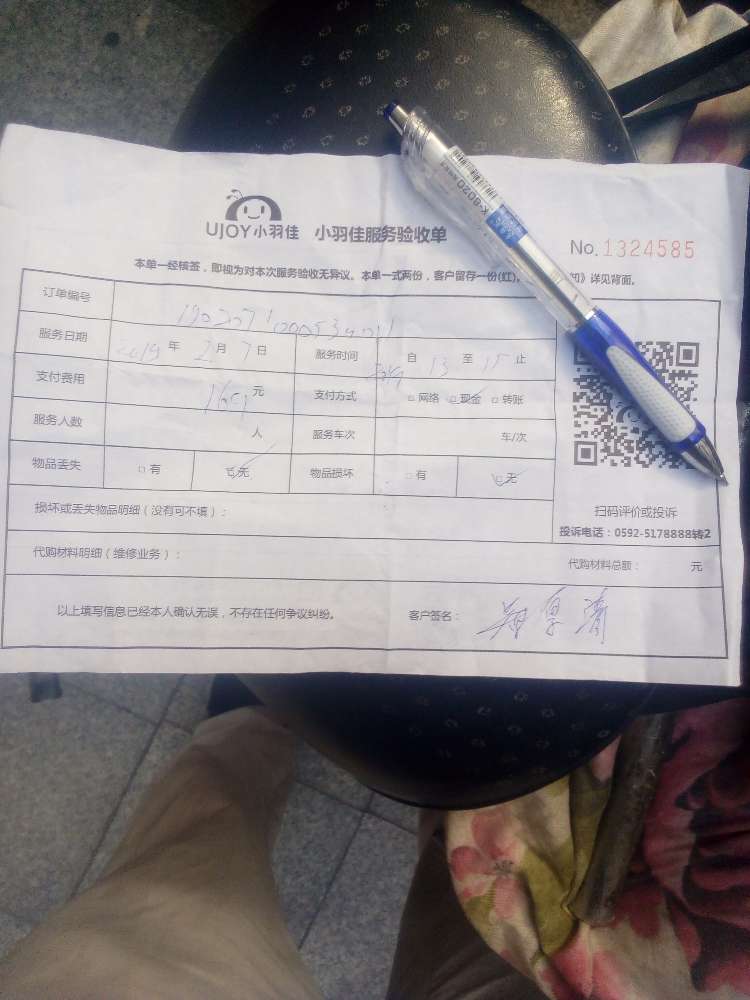 UJOY小羽佳 小羽佳服务验收单
No. 1324585
本单一经核签，即视为对本次服务验收无异议。本单一式两份，客户留存一份(红)，知》详见背面。
订单编号
服务日期 2019 年 2月 7日 服务时间 自 13 至 15 止
支付费用 元 支付方式 □网络 ☑现金 □转账
服务人数 人 服务车次 车/次
物品丢失 □有 ☑无 物品损坏 □有 ☑无
损坏或丢失物品明细（没有可不填）：
扫码评价或投诉
投诉电话：0592-5178888转2
代购材料明细（维修业务）： 代购材料总额： 元
以上填写信息已经本人确认无误，不存在任何争议纠纷。 客户签名：
K-8020